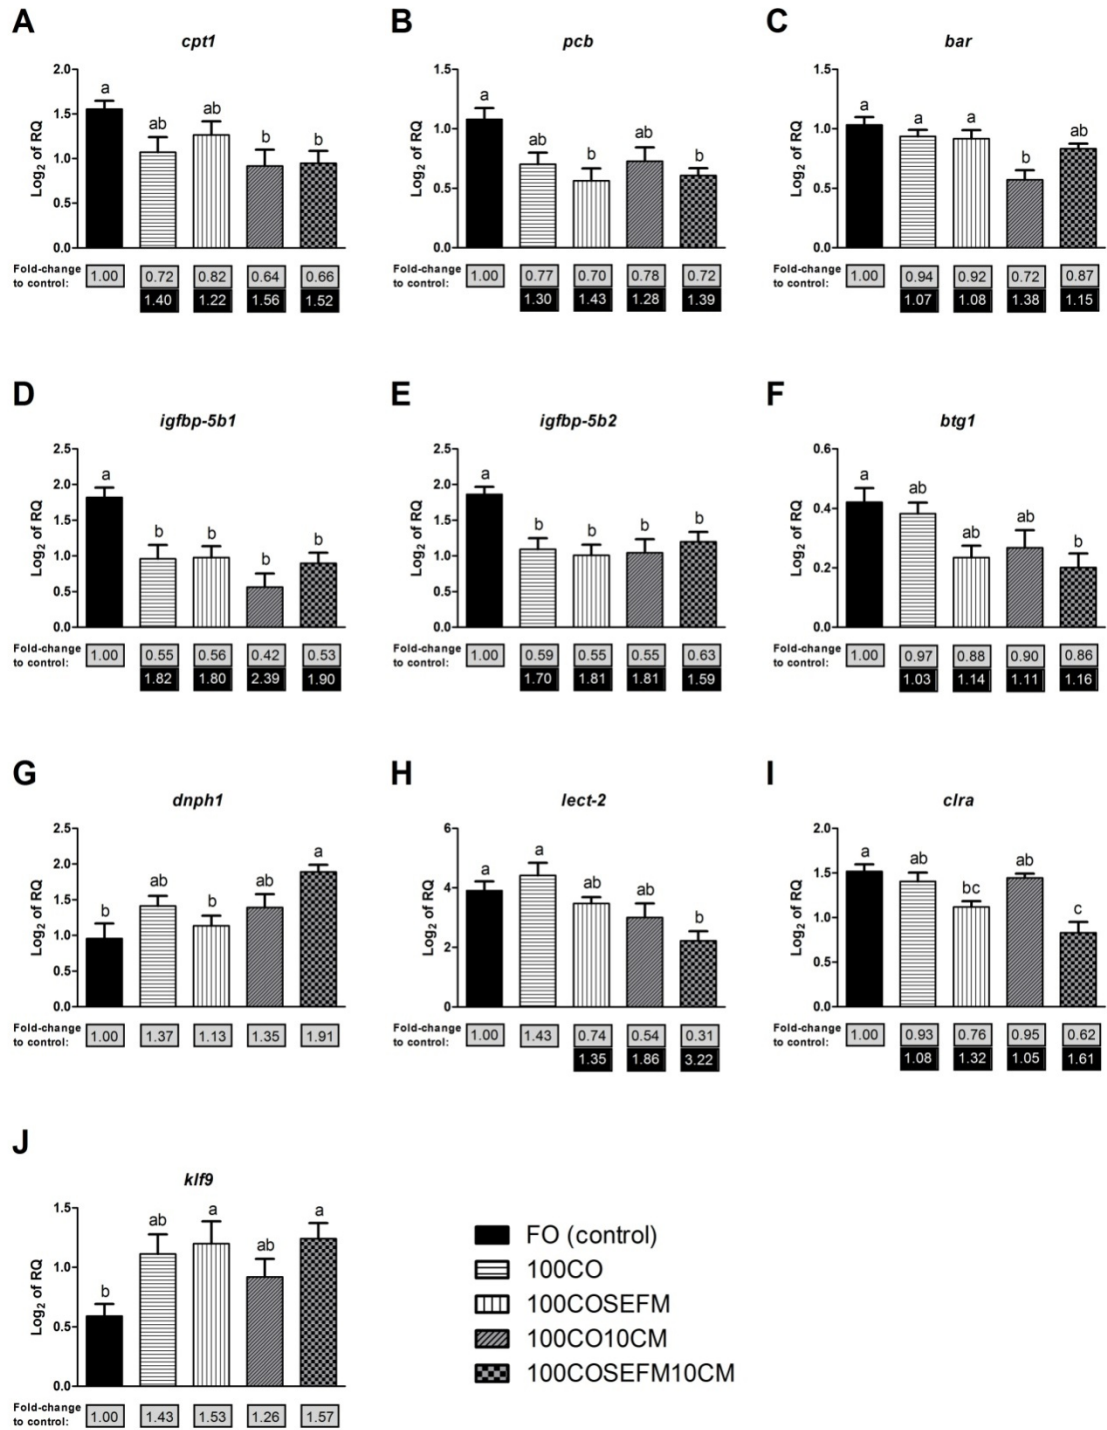 A
cpt1
Log2 of RQ
2.0
1.5
1.0
0.5
0.0
a
ab
ab
b
b
Fold-change
to control:
1.00 0.72 0.82 0.64 0.66
1.40 1.22 1.56 1.52
B
pcb
Log2 of RQ
1.5
1.0
0.5
0.0
a
ab
b
ab
b
Fold-change
to control:
1.00 0.77 0.70 0.78 0.72
1.30 1.43 1.28 1.39
C
bar
Log2 of RQ
1.5
1.0
0.5
0.0
a
a
a
b
ab
Fold-change
to control:
1.00 0.94 0.92 0.72 0.87
1.07 1.08 1.38 1.15
D
igfbp-5b1
Log2 of RQ
2.5
2.0
1.5
1.0
0.5
0.0
a
b
b
b
b
Fold-change
to control:
1.00 0.55 0.56 0.42 0.53
1.82 1.80 2.39 1.90
E
igfbp-5b2
Log2 of RQ
2.5
2.0
1.5
1.0
0.5
0.0
a
b
b
b
b
Fold-change
to control:
1.00 0.59 0.55 0.55 0.63
1.70 1.81 1.81 1.59
F
btg1
Log2 of RQ
0.6
0.4
0.2
0.0
a
ab
ab
ab
b
Fold-change
to control:
1.00 0.97 0.88 0.90 0.86
1.03 1.14 1.11 1.16
G
dnph1
Log2 of RQ
2.5
2.0
1.5
1.0
0.5
0.0
b
ab
b
ab
a
Fold-change
to control:
1.00 1.37 1.13 1.35 1.91
H
lect-2
Log2 of RQ
6
4
2
0
a
a
ab
ab
b
Fold-change
to control:
1.00 1.43 0.74 0.54 0.31
1.35 1.86 3.22
I
clra
Log2 of RQ
2.0
1.5
1.0
0.5
0.0
a
ab
bc
ab
c
Fold-change
to control:
1.00 0.93 0.76 0.95 0.62
1.08 1.32 1.05 1.61
J
klf9
Log2 of RQ
1.5
1.0
0.5
0.0
b
ab
a
ab
a
Fold-change
to control:
1.00 1.43 1.53 1.26 1.57
FO (control)
100CO
100COSEFM
100CO10CM
100COSEFM10CM